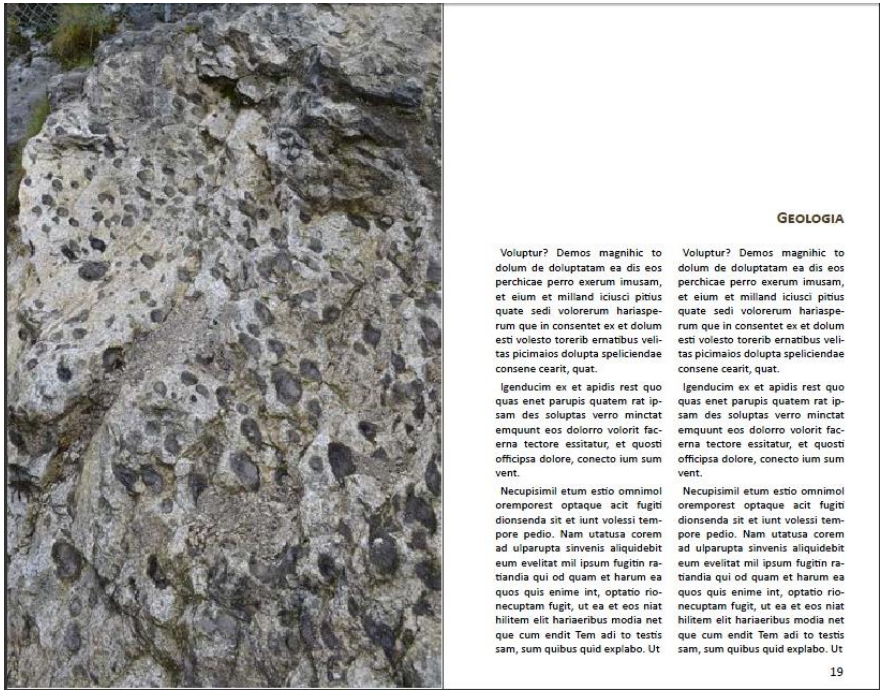 GEOLOGIA
Voluptur? Demos magnihic to
dolum de doluptatam ea dis eos
perchicae perro exerum imusam,
et eium et milland iciusci pitius
quate sedi volorerum hariaspe-
rum que in consentet ex et dolum
esti volesto torerib ernatibus veli-
tas picimaios dolupta speliciendae
consene cearit, quat.
Igenducim ex et apidis rest quo
quas enet parupis quatem rat ip-
sam des soluptas verro minctat
emquunt eos dolorro volorit fac-
erna tectore essitatur, et quosti
officipsa dolore, conecto ium sum
vent.
Necupisimil etum estio omnimol
oremporest optaque acit fugiti
dionsenda sit et iunt volessi tem-
pore pedio. Nam utatusa corem
ad ulparupta sinvenis aliquidebit
eum evelitat mil ipsum fugitin ra-
tiandia qui od quam et harum ea
quos quis enime int, optatio rio-
necuptam fugit, ut ea et eos niat
hilitem elit hariaeribus modia net
que cum endit Tem adi to testis
sam, sum quibus quid explabo. Ut
Voluptur? Demos magnihic to
dolum de doluptatam ea dis eos
perchicae perro exerum imusam,
et eium et milland iciusci pitius
quate sedi volorerum hariaspe-
rum que in consentet ex et dolum
esti volesto torerib ernatibus veli-
tas picimaios dolupta speliciendae
consene cearit, quat.
Igenducim ex et apidis rest quo
quas enet parupis quatem rat ip-
sam des soluptas verro minctat
emquunt eos dolorro volorit fac-
erna tectore essitatur, et quosti
officipsa dolore, conecto ium sum
vent.
Necupisimil etum estio omnimol
oremporest optaque acit fugiti
dionsenda sit et iunt volessi tem-
pore pedio. Nam utatusa corem
ad ulparupta sinvenis aliquidebit
eum evelitat mil ipsum fugitin ra-
tiandia qui od quam et harum ea
quos quis enime int, optatio rio-
necuptam fugit, ut ea et eos niat
hilitem elit hariaeribus modia net
que cum endit Tem adi to testis
sam, sum quibus quid explabo. Ut
19